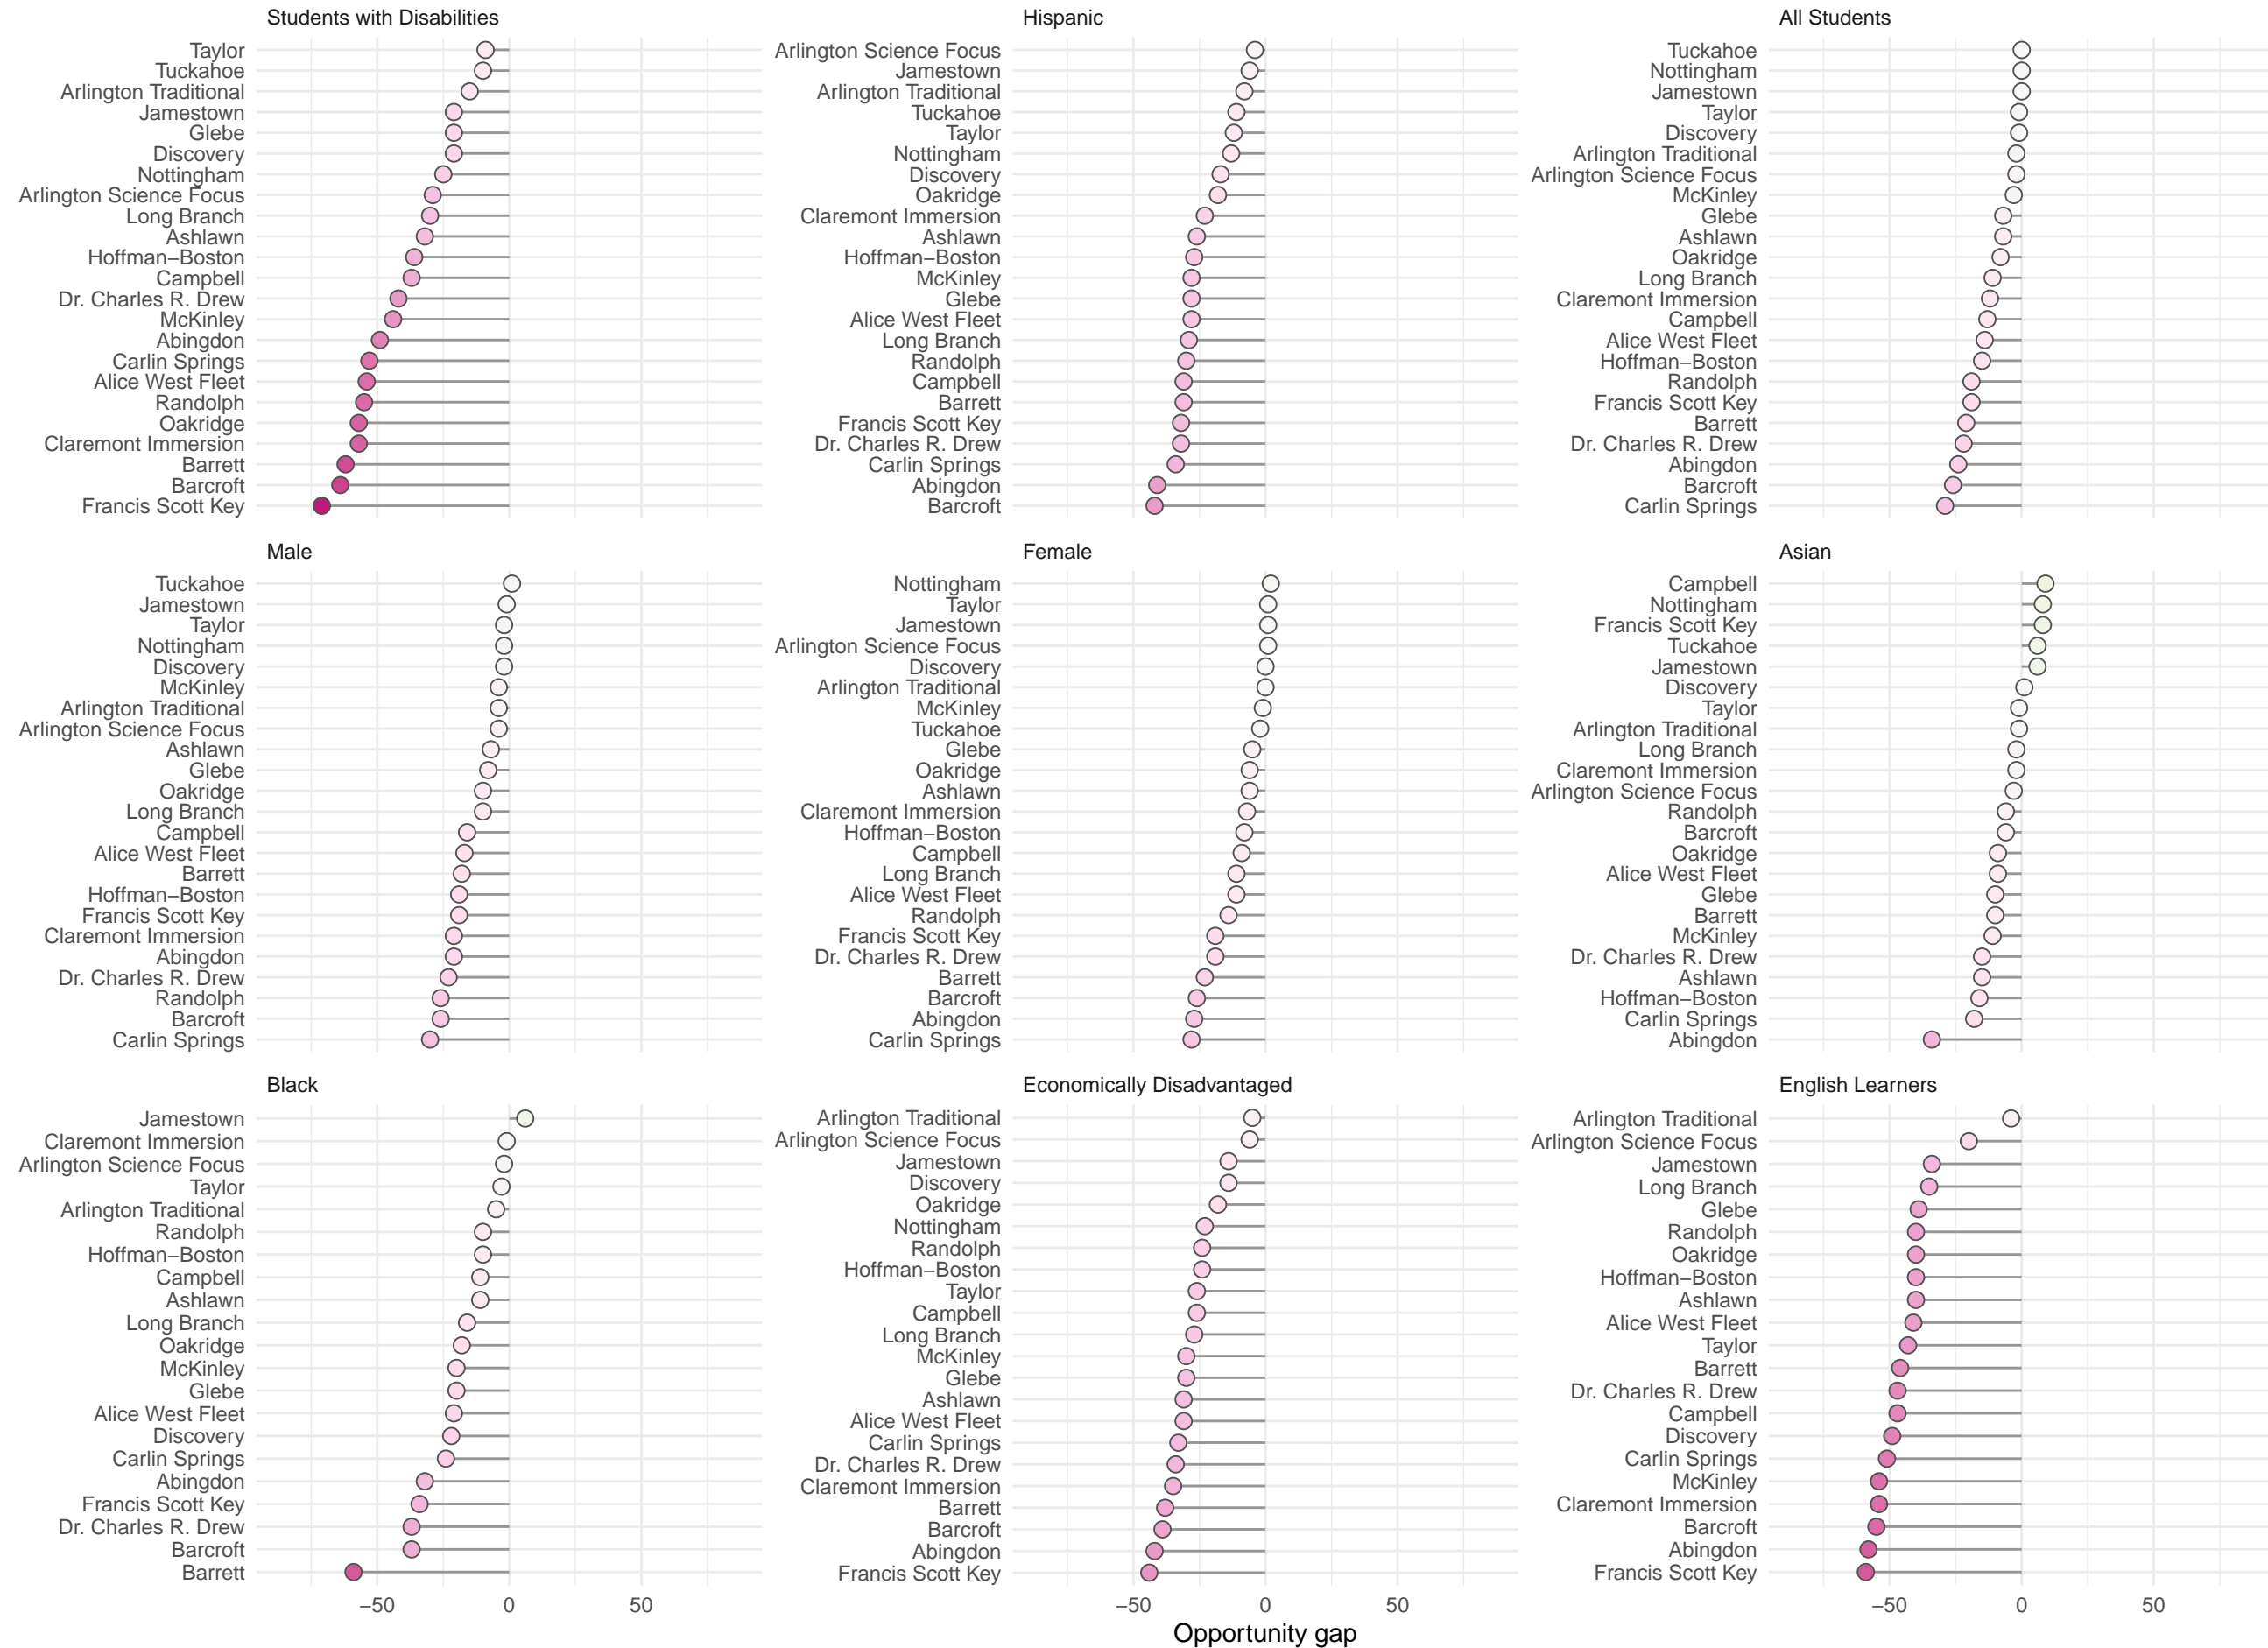 Students with Disabilities
Taylor
Tuckahoe
Arlington Traditional
Jamestown
Glebe
Discovery
Nottingham
Arlington Science Focus
Long Branch
Ashlawn
Hoffman−Boston
Campbell
Dr. Charles R. Drew
McKinley
Abingdon
Carlin Springs
Alice West Fleet
Randolph
Oakridge
Claremont Immersion
Barrett
Barcroft
Francis Scott Key
Hispanic
Arlington Science Focus
Jamestown
Arlington Traditional
Tuckahoe
Taylor
Nottingham
Discovery
Oakridge
Claremont Immersion
Ashlawn
Hoffman−Boston
McKinley
Glebe
Alice West Fleet
Long Branch
Randolph
Campbell
Barrett
Francis Scott Key
Dr. Charles R. Drew
Carlin Springs
Abingdon
Barcroft
All Students
Tuckahoe
Nottingham
Jamestown
Taylor
Discovery
Arlington Traditional
Arlington Science Focus
McKinley
Glebe
Ashlawn
Oakridge
Long Branch
Claremont Immersion
Campbell
Alice West Fleet
Hoffman−Boston
Randolph
Francis Scott Key
Barrett
Dr. Charles R. Drew
Abingdon
Barcroft
Carlin Springs
Male
Tuckahoe
Jamestown
Taylor
Nottingham
Discovery
McKinley
Arlington Traditional
Arlington Science Focus
Ashlawn
Glebe
Oakridge
Long Branch
Campbell
Alice West Fleet
Barrett
Hoffman−Boston
Francis Scott Key
Claremont Immersion
Abingdon
Dr. Charles R. Drew
Randolph
Barcroft
Carlin Springs
Female
Nottingham
Taylor
Jamestown
Arlington Science Focus
Discovery
Arlington Traditional
McKinley
Tuckahoe
Glebe
Oakridge
Ashlawn
Claremont Immersion
Hoffman−Boston
Campbell
Long Branch
Alice West Fleet
Randolph
Francis Scott Key
Dr. Charles R. Drew
Barrett
Barcroft
Abingdon
Carlin Springs
Asian
Campbell
Nottingham
Francis Scott Key
Tuckahoe
Jamestown
Discovery
Taylor
Arlington Traditional
Long Branch
Claremont Immersion
Arlington Science Focus
Randolph
Barcroft
Oakridge
Alice West Fleet
Glebe
Barrett
McKinley
Dr. Charles R. Drew
Ashlawn
Hoffman−Boston
Carlin Springs
Abingdon
Black
Jamestown
Claremont Immersion
Arlington Science Focus
Taylor
Arlington Traditional
Randolph
Hoffman−Boston
Campbell
Ashlawn
Long Branch
Oakridge
McKinley
Glebe
Alice West Fleet
Discovery
Carlin Springs
Abingdon
Francis Scott Key
Dr. Charles R. Drew
Barcroft
Barrett
−50 0 50
Economically Disadvantaged
Arlington Traditional
Arlington Science Focus
Jamestown
Discovery
Oakridge
Nottingham
Randolph
Hoffman−Boston
Taylor
Campbell
Long Branch
McKinley
Glebe
Ashlawn
Alice West Fleet
Carlin Springs
Dr. Charles R. Drew
Claremont Immersion
Barrett
Barcroft
Abingdon
Francis Scott Key
−50 0 50
English Learners
Arlington Traditional
Arlington Science Focus
Jamestown
Long Branch
Glebe
Randolph
Oakridge
Hoffman−Boston
Ashlawn
Alice West Fleet
Taylor
Barrett
Dr. Charles R. Drew
Campbell
Discovery
Carlin Springs
McKinley
Claremont Immersion
Barcroft
Abingdon
Francis Scott Key
−50 0 50
Opportunity gap